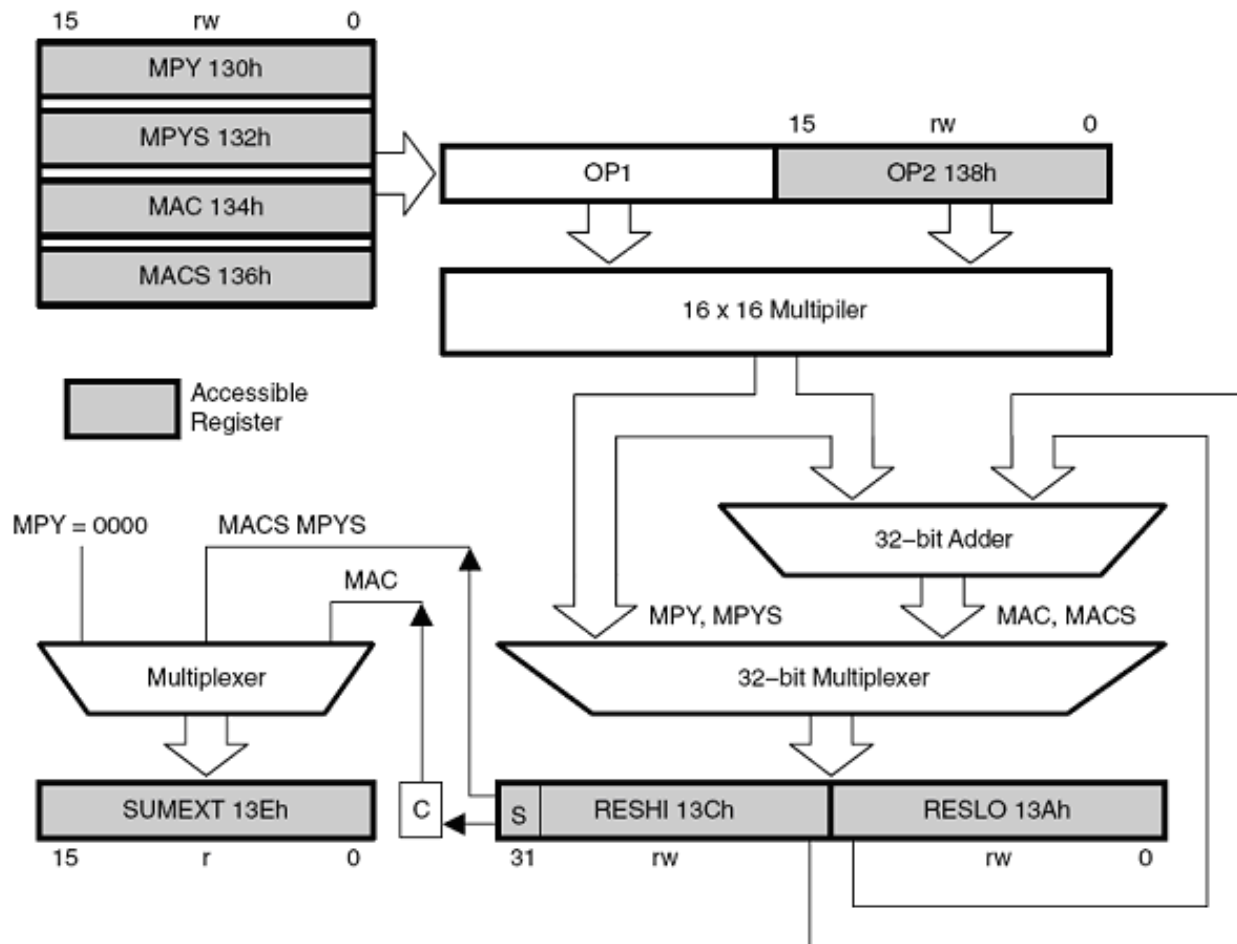 15 rw 0
MPY 130h
MPYS 132h
MAC 134h
MACS 136h
15 rw 0
OP1 OP2 138h
16 x 16 Multipiler
Accessible
Register
32–bit Adder
MPY = 0000 MACS MPYS
MAC
MPY, MPYS MAC, MACS
Multiplexer
32–bit Multiplexer
SUMEXT 13Eh
C
S RESHI 13Ch RESLO 13Ah
15 r 0
31 rw rw 0